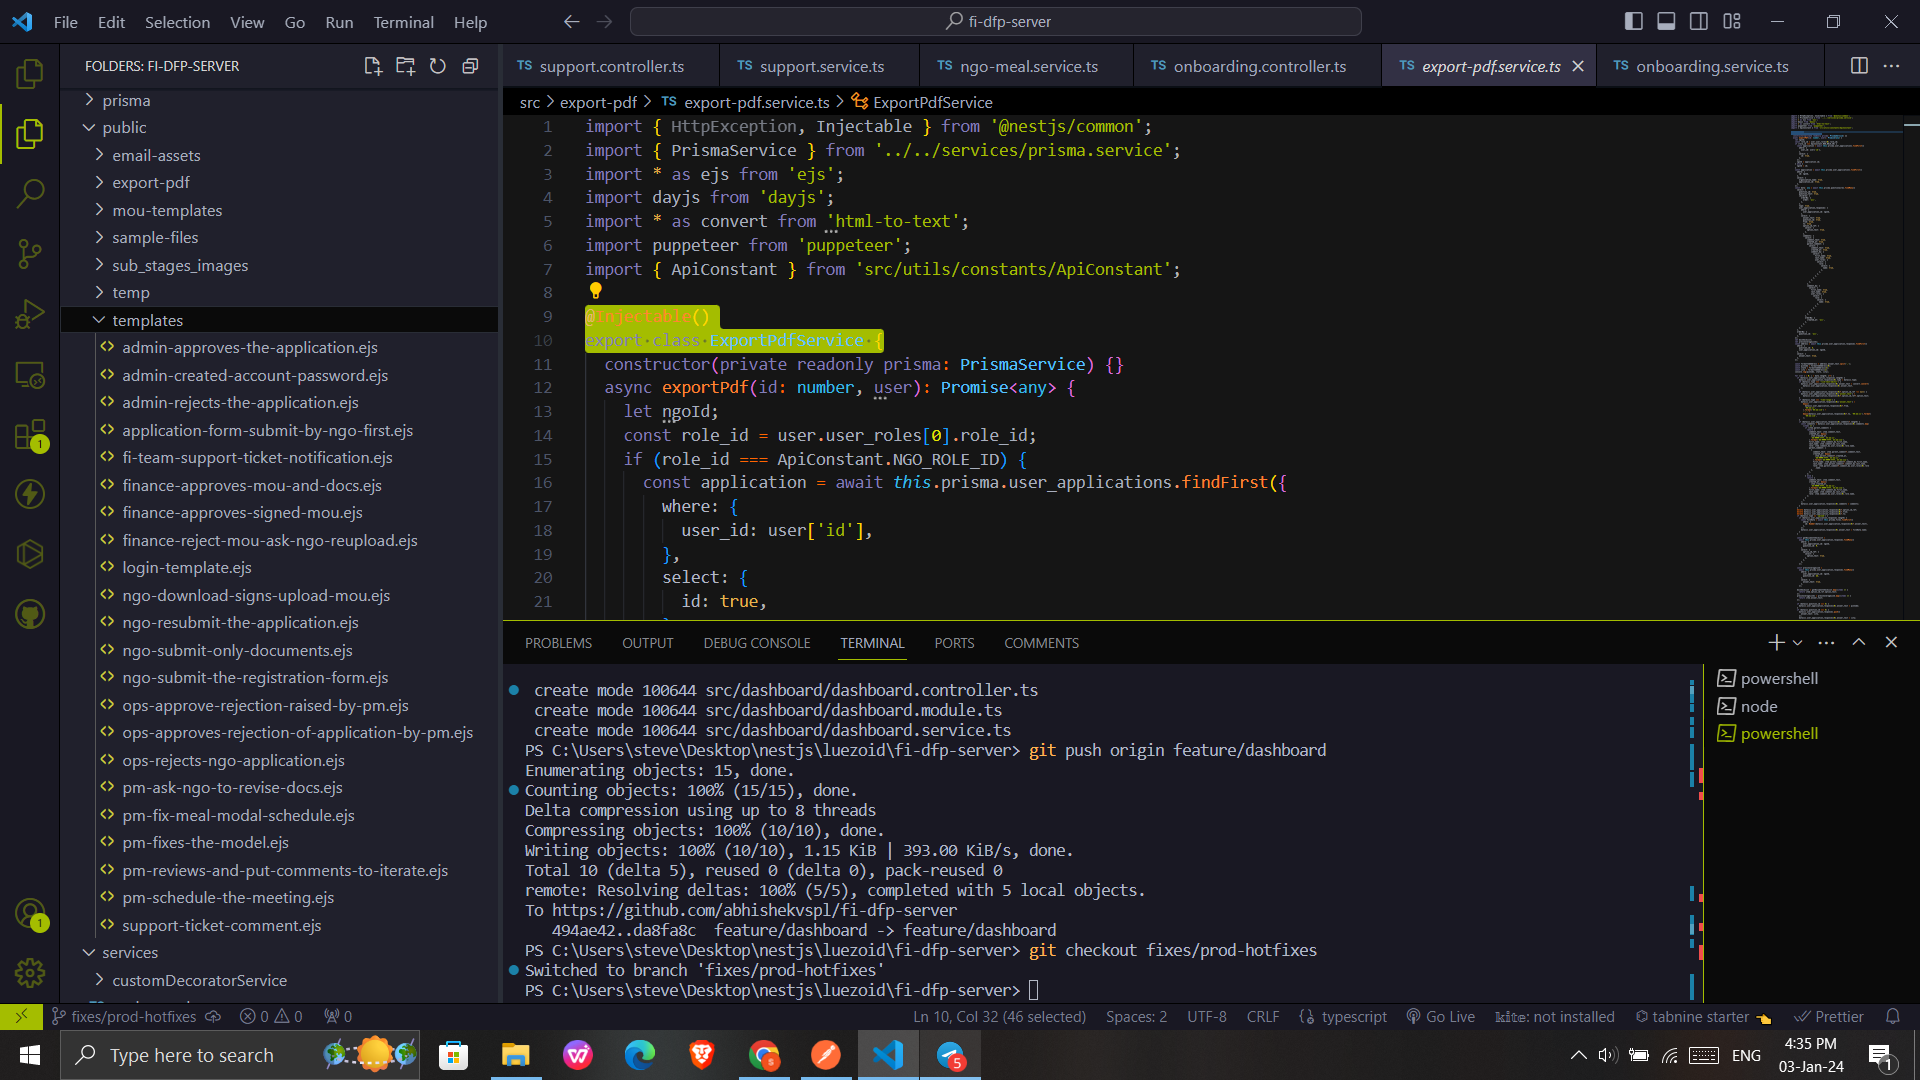 File Edit Selection View Go Run Terminal Help
fi-dfp-server
FOLDERS: FI-DFP-SERVER
prisma
public
email-assets
export-pdf
mou-templates
sample-files
sub_stages_images
temp
templates
admin-approves-the-application.ejs
admin-created-account-password.ejs
admin-rejects-the-application.ejs
application-form-submit-by-ngo-first.ejs
fi-team-support-ticket-notification.ejs
finance-approves-mou-and-docs.ejs
finance-approves-signed-mou.ejs
finance-reject-mou-ask-ngo-reupload.ejs
login-template.ejs
ngo-download-signs-upload-mou.ejs
ngo-resubmit-the-application.ejs
ngo-submit-only-documents.ejs
ngo-submit-the-registration-form.ejs
ops-approve-rejection-raised-by-pm.ejs
ops-approves-rejection-of-application-by-pm.ejs
ops-rejects-ngo-application.ejs
pm-ask-ngo-to-revise-docs.ejs
pm-fix-meal-modal-schedule.ejs
pm-fixes-the-model.ejs
pm-reviews-and-put-comments-to-iterate.ejs
pm-schedule-the-meeting.ejs
support-ticket-comment.ejs
services
customDecoratorService
1
1
TS support.controller.ts
TS support.service.ts
TS ngo-meal.service.ts
TS onboarding.controller.ts
TS export-pdf.service.ts
TS onboarding.service.ts
src > export-pdf > TS export-pdf.service.ts > ExportPdfService
1 import { HttpException, Injectable } from '@nestjs/common';
2 import { PrismaService } from '../../services/prisma.service';
3 import * as ejs from 'ejs';
4 import dayjs from 'dayjs';
5 import * as convert from 'html-to-text';
6 import puppeteer from 'puppeteer';
7 import { ApiConstant } from 'src/utils/constants/ApiConstant';
8
9 @Injectable()
10 export·class·ExportPdfService·{
11 constructor(private readonly prisma: PrismaService) {}
12 async exportPdf(id: number, user): Promise<any> {
13 let ngoId;
14 const role_id = user.user_roles[0].role_id;
15 if (role_id === ApiConstant.NGO_ROLE_ID) {
16 const application = await this.prisma.user_applications.findFirst({
17 where: {
18 user_id: user['id'],
19 },
20 select: {
21 id: true,
PROBLEMS OUTPUT DEBUG CONSOLE TERMINAL PORTS COMMENTS
create mode 100644 src/dashboard/dashboard.controller.ts
create mode 100644 src/dashboard/dashboard.module.ts
create mode 100644 src/dashboard/dashboard.service.ts
PS C:\Users\steve\Desktop\nestjs\luezoid\fi-dfp-server> git push origin feature/dashboard
Enumerating objects: 15, done.
Counting objects: 100% (15/15), done.
Delta compression using up to 8 threads
Compressing objects: 100% (10/10), done.
Writing objects: 100% (10/10), 1.15 KiB | 393.00 KiB/s, done.
Total 10 (delta 5), reused 0 (delta 0), pack-reused 0
remote: Resolving deltas: 100% (5/5), completed with 5 local objects.
To https://github.com/abhishekvspl/fi-dfp-server
494ae42..da8fa8c feature/dashboard -> feature/dashboard
PS C:\Users\steve\Desktop\nestjs\luezoid\fi-dfp-server> git checkout fixes/prod-hotfixes
Switched to branch 'fixes/prod-hotfixes'
PS C:\Users\steve\Desktop\nestjs\luezoid\fi-dfp-server>
powershell
node
powershell
fixes/prod-hotfixes 0 0 0
Ln 10, Col 32 (46 selected) Spaces: 2 UTF-8 CRLF typescript Go Live kite: not installed tabnine starter Prettier
Type here to search
5
ENG
4:35 PM
03-Jan-24
1